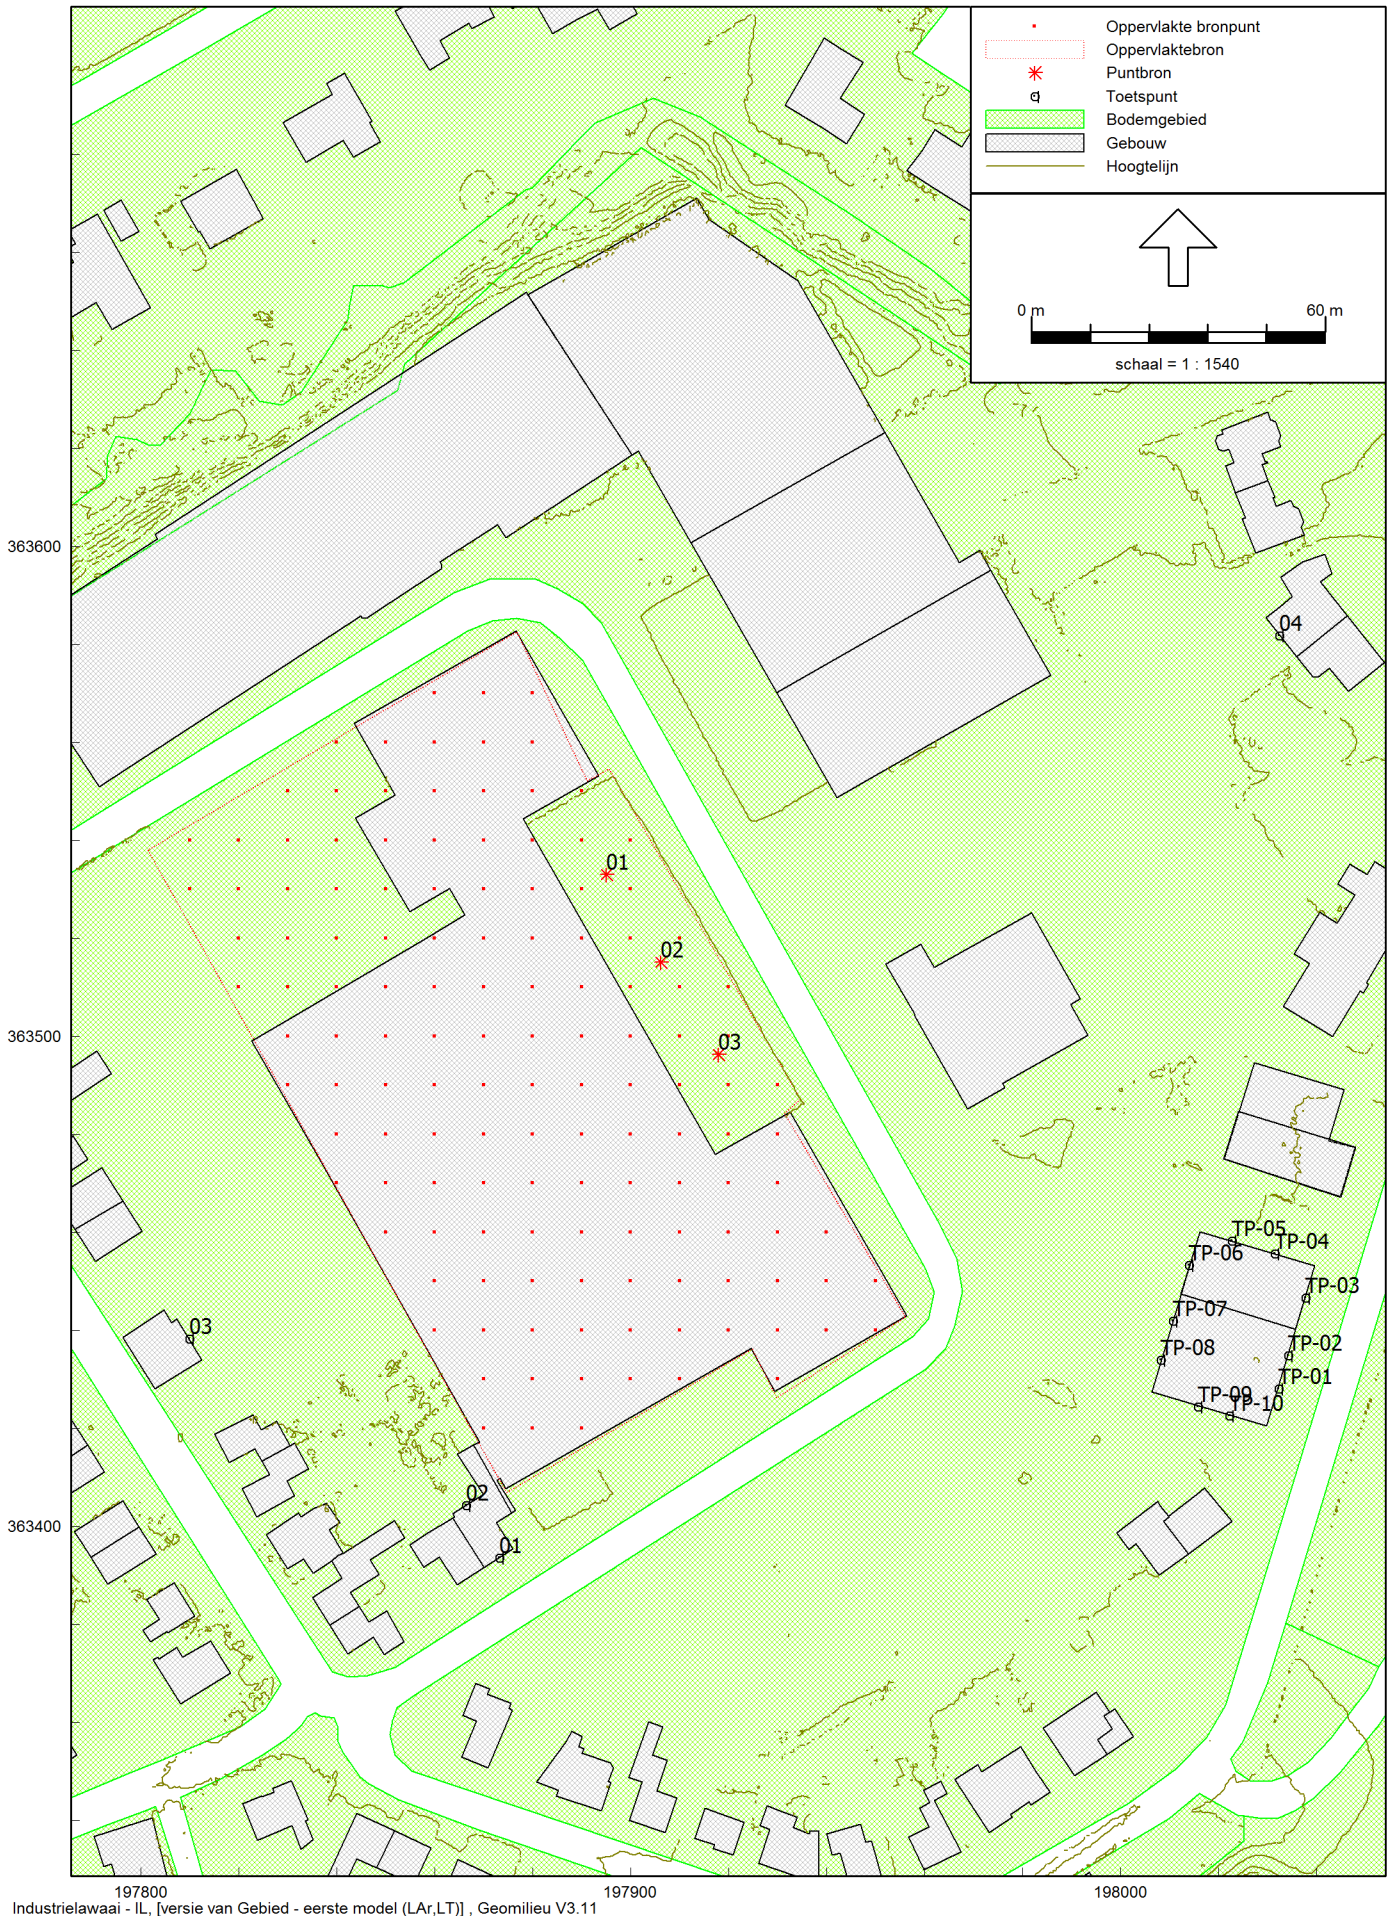 Oppervlakte bronpunt
Oppervlaktebron
Puntbron
Toetspunt
Bodemgebied
Gebouw
Hoogtelijn
0 m 60 m
schaal = 1 : 1540
363600
04
01
02
03
363500
TP-05
TP-04
TP-06
TP-03
TP-07
03
TP-02
TP-08
TP-01
TP-09
TP-10
02
363400
01
197800 197900 198000
Industrielawaai - IL, [versie van Gebied - eerste model (LAr,LT)] , Geomilieu V3.11